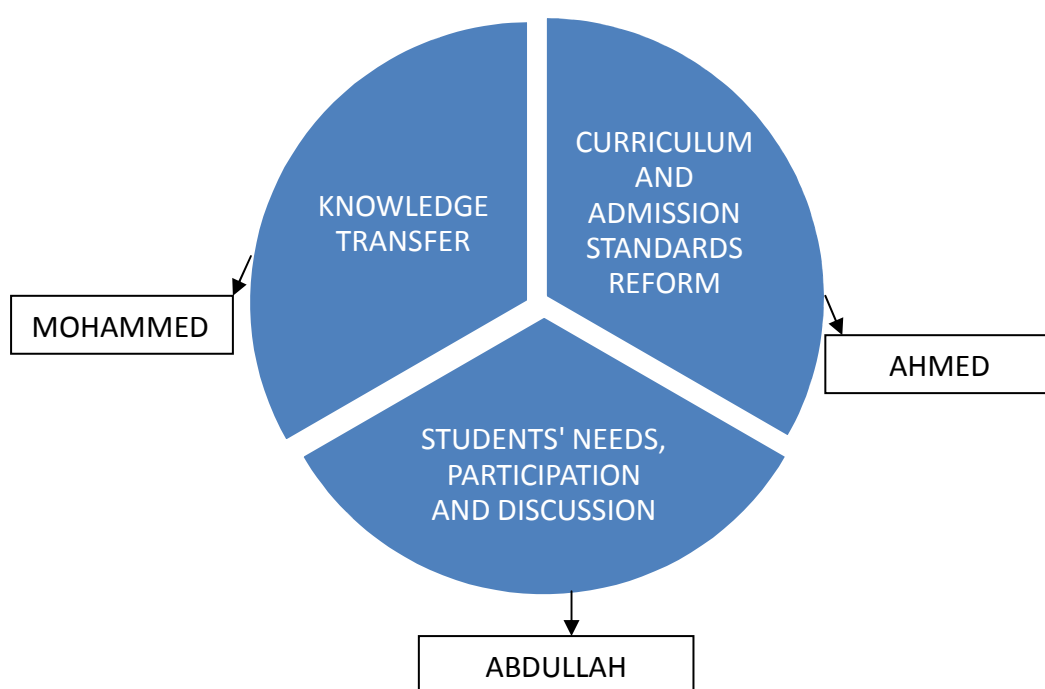 KNOWLEDGE
TRANSFER
CURRICULUM
AND
ADMISSION
STANDARDS
REFORM
MOHAMMED
AHMED
STUDENTS' NEEDS,
PARTICIPATION
AND DISCUSSION
ABDULLAH